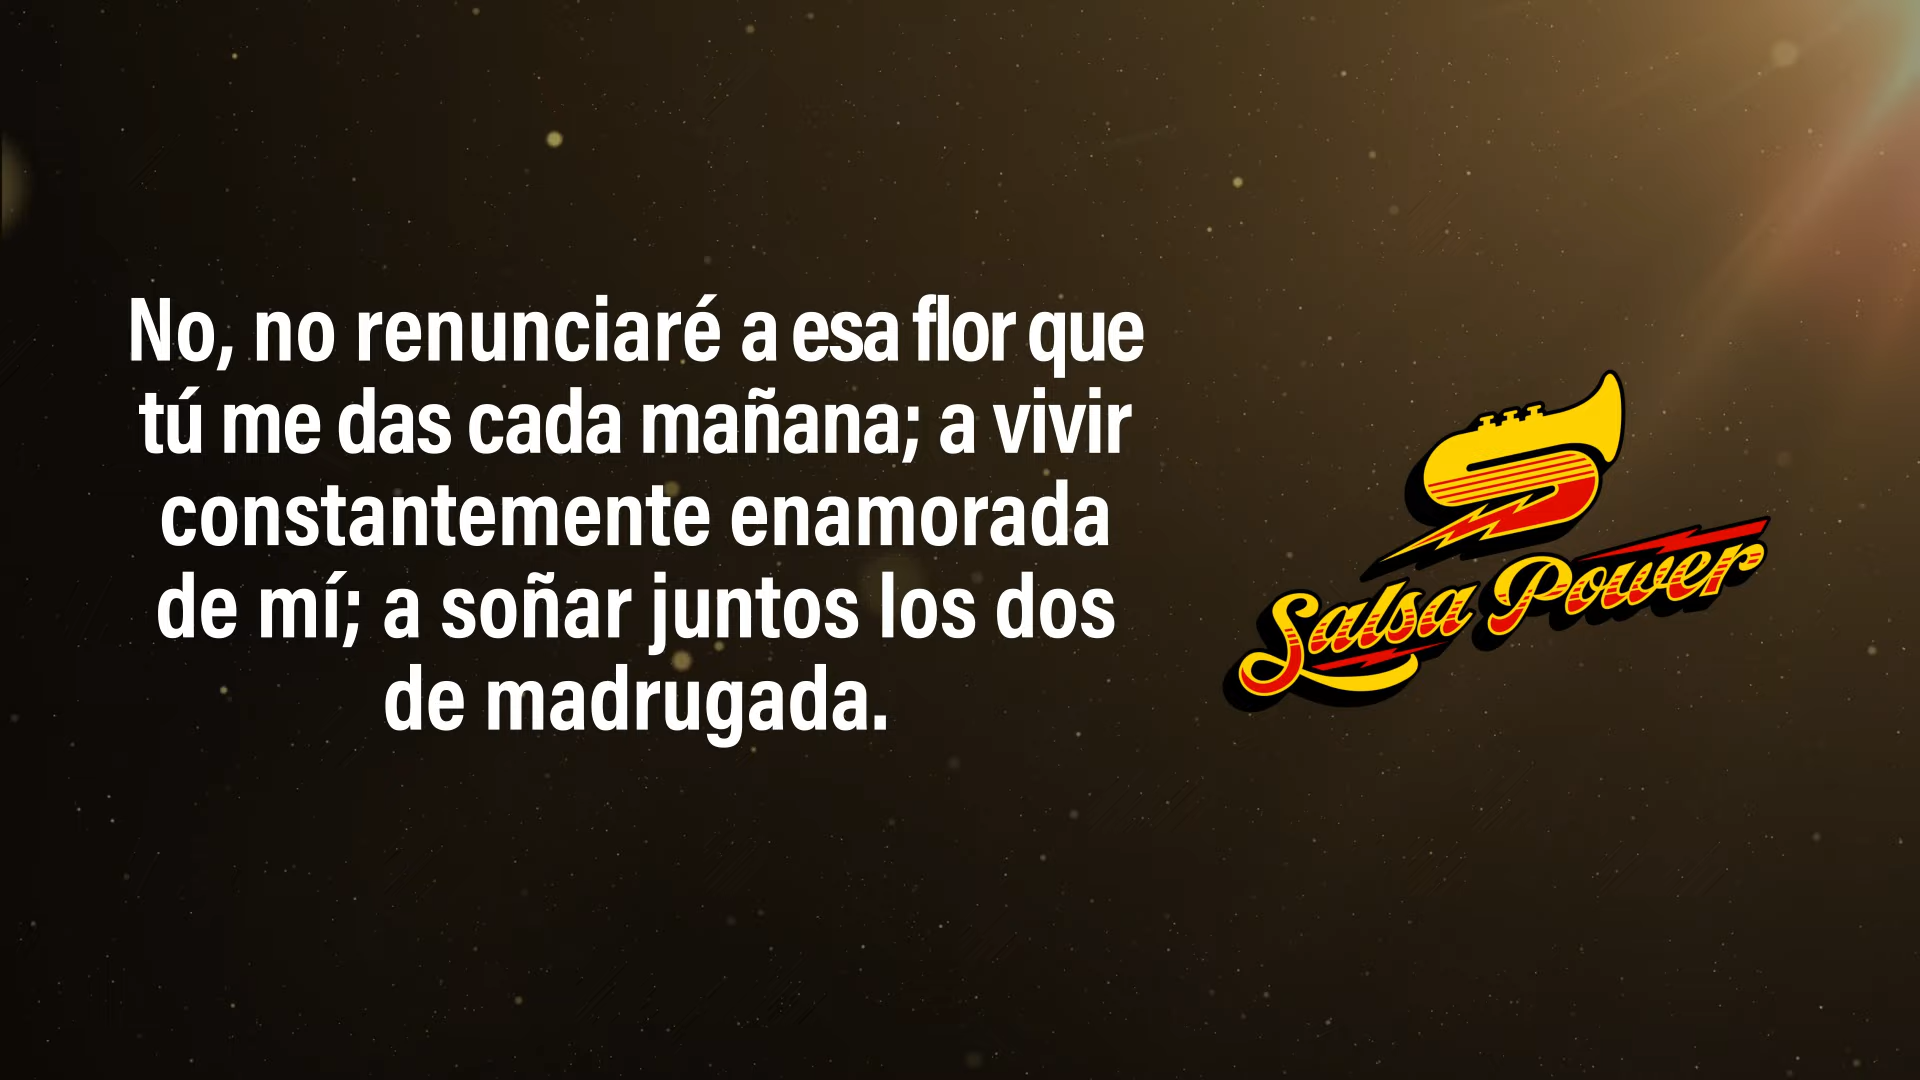 No, no renunciaré a esa flor que
tú me das cada mañana; a vivir
constantemente enamorada
de mí; a soñar juntos los dos
de madrugada.
Salsa Power